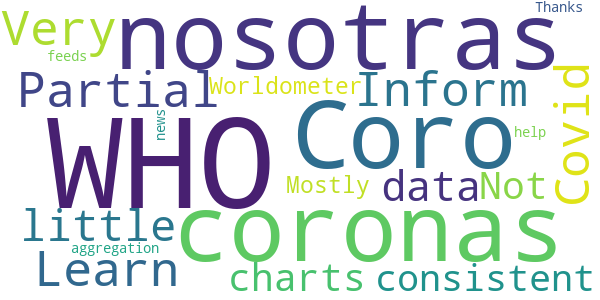 Thanks
Very nosotras
feeds
Partial Worldometer Inform
WHO Coro Covid
news
help
Mostly data Not
little coronas
aggregation
Learn charts consistent